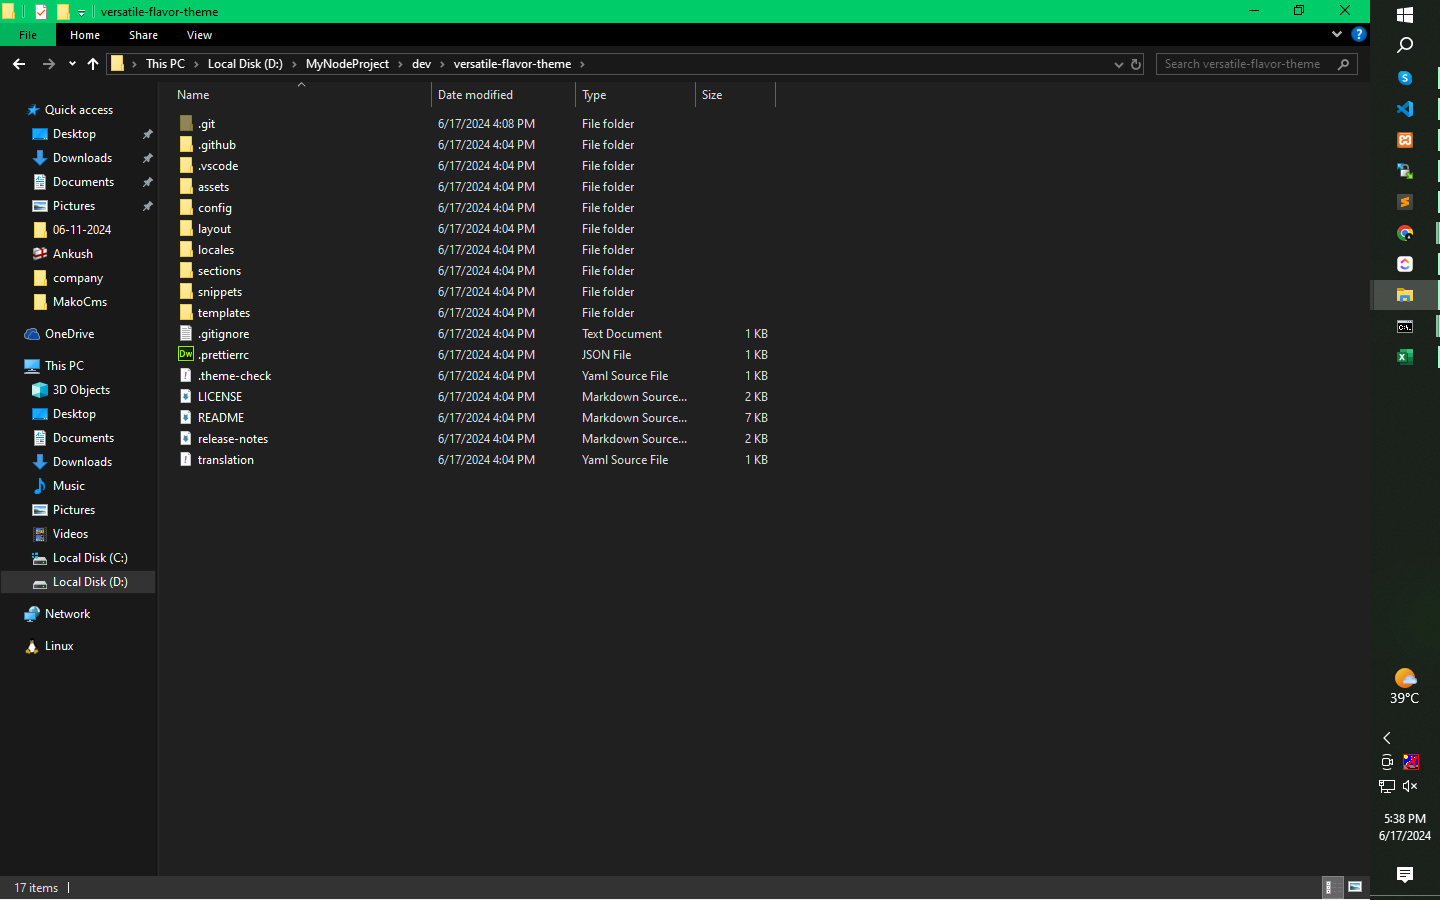 versatile-flavor-theme
File Home Share View
This PC Local Disk (D:) MyNodeProject dev versatile-flavor-theme
Search versatile-flavor-theme
Quick access
Desktop
Downloads
Documents
Pictures
06-11-2024
Ankush
company
MakoCms
OneDrive
This PC
3D Objects
Desktop
Documents
Downloads
Music
Pictures
Videos
Local Disk (C:)
Local Disk (D:)
Network
Linux
Name Date modified Type Size
.git 6/17/2024 4:08 PM File folder
.github 6/17/2024 4:04 PM File folder
.vscode 6/17/2024 4:04 PM File folder
assets 6/17/2024 4:04 PM File folder
config 6/17/2024 4:04 PM File folder
layout 6/17/2024 4:04 PM File folder
locales 6/17/2024 4:04 PM File folder
sections 6/17/2024 4:04 PM File folder
snippets 6/17/2024 4:04 PM File folder
templates 6/17/2024 4:04 PM File folder
.gitignore 6/17/2024 4:04 PM Text Document 1 KB
Dw .prettierrc 6/17/2024 4:04 PM JSON File 1 KB
.theme-check 6/17/2024 4:04 PM Yaml Source File 1 KB
LICENSE 6/17/2024 4:04 PM Markdown Source... 2 KB
README 6/17/2024 4:04 PM Markdown Source... 7 KB
release-notes 6/17/2024 4:04 PM Markdown Source... 2 KB
translation 6/17/2024 4:04 PM Yaml Source File 1 KB
17 items
39°C
5:38 PM
6/17/2024